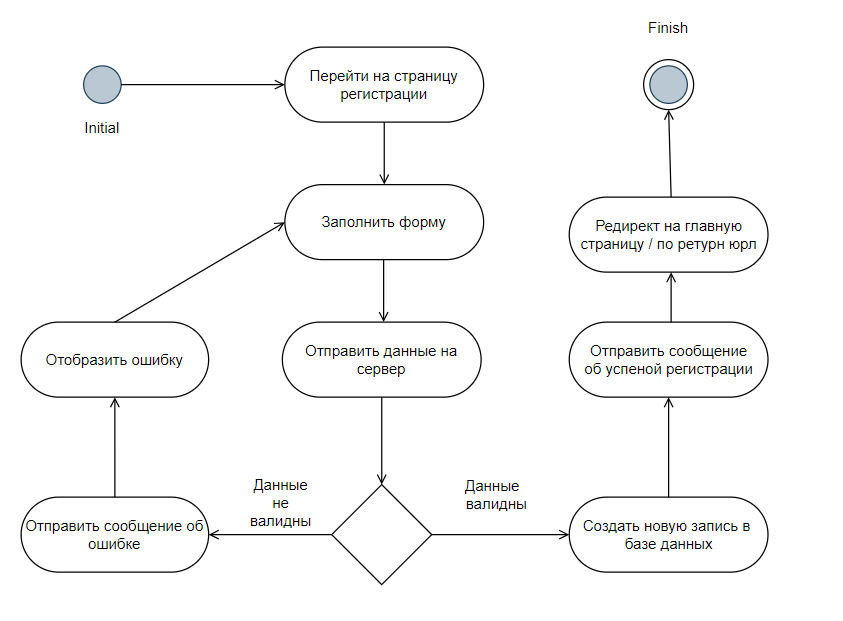 Finish
Перейти на страницу
регистрации
Initial
Заполнить форму
Редирект на главную
страницу / по ретурн юрл
Отобразить ошибку
Отправить данные на
сервер
Отправить сообщение
об успеной регистрации
Данные
не
валидны
Данные
валидны
Отправить сообщение об
ошибке
Создать новую запись в
базе данных